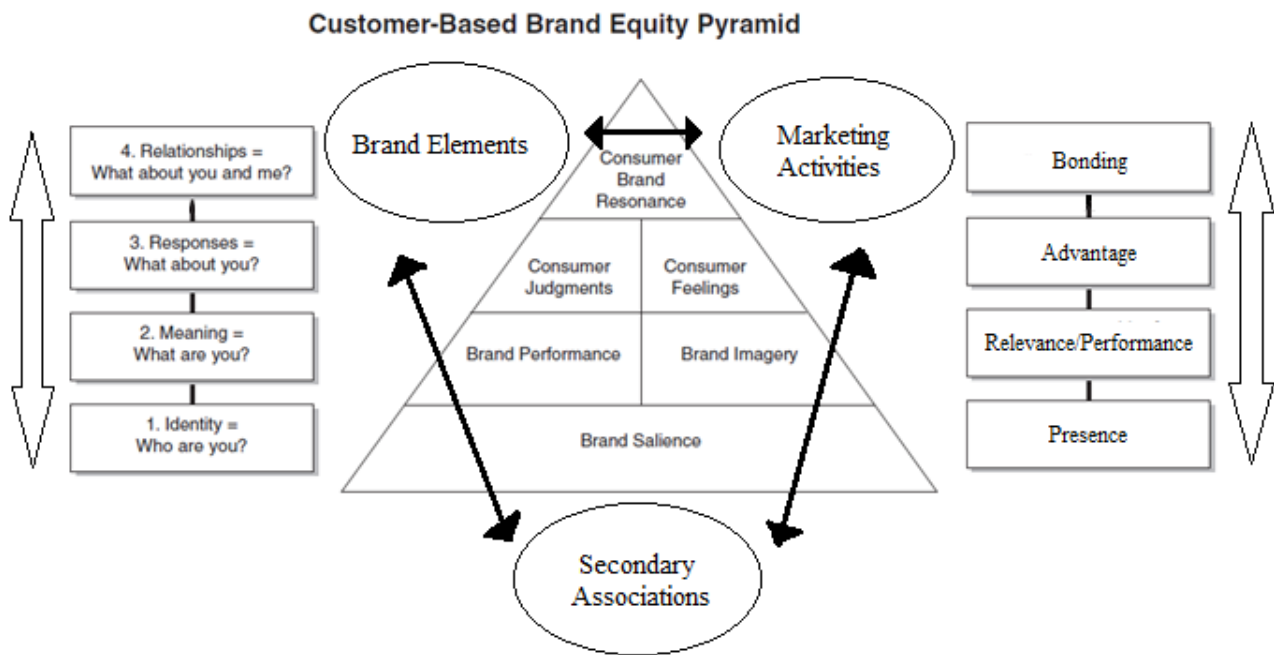 Customer-Based Brand Equity Pyramid
Brand Elements
Marketing
Activities
4. Relationships =
What about you and me?
3. Responses =
What about you?
2. Meaning =
What are you?
1. Identity =
Who are you?
Consumer
Brand
Resonance
Consumer
Judgments
Consumer
Feelings
Brand Performance
Brand Imagery
Brand Salience
Bonding
Advantage
Relevance/Performance
Presence
Secondary
Associations